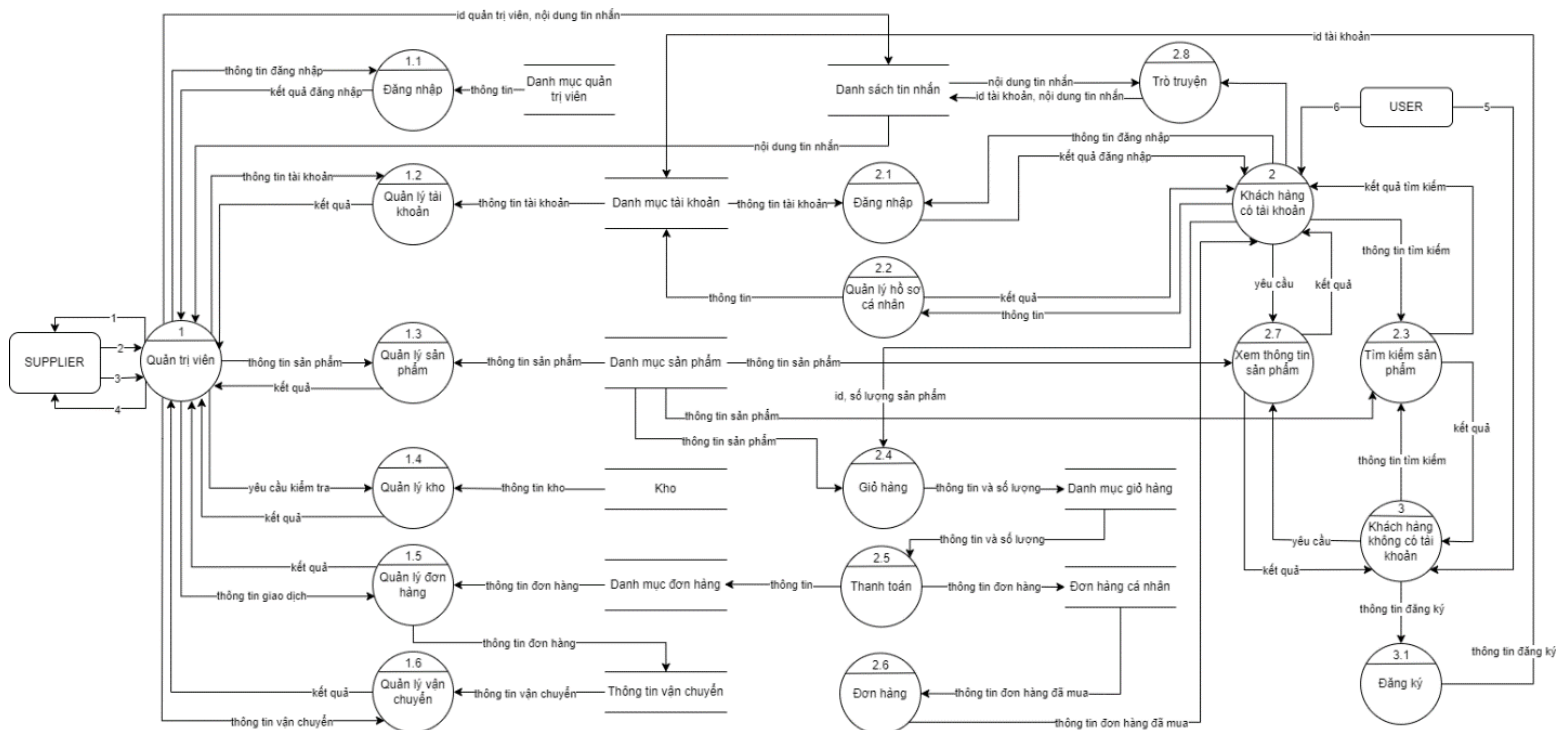 id quản trị viên, nội dung tin nhắn
id tài khoản
1.1
Đăng nhập
thông tin đăng nhập
kết quả đăng nhập
thông tin
Danh mục quản
trị viên
Danh sách tin nhắn
nội dung tin nhắn
id tài khoản, nội dung tin nhắn
2.8
Trò truyện
6
USER
5
nội dung tin nhắn
thông tin đăng nhập
kết quả đăng nhập
1.2
Quản lý tài
khoản
thông tin tài khoản
kết quả
thông tin tài khoản
Danh mục tài khoản
thông tin tài khoản
2.1
Đăng nhập
2
Khách hàng
có tài khoản
kết quả tìm kiếm
thông tin tìm kiếm
yêu cầu
kết quả
2.2
Quản lý hồ sơ
cá nhân
thông tin
kết quả
thông tin
1
2
3
4
SUPPLIER
1
Quản trị viên
thông tin sản phẩm
kết quả
1.3
Quản lý sản
phẩm
thông tin sản phẩm
Danh mục sản phẩm
thông tin sản phẩm
2.7
Xem thông tin
sản phẩm
2.3
Tìm kiếm sản
phẩm
id, số lượng sản phẩm
thông tin sản phẩm
thông tin sản phẩm
kết quả
thông tin tìm kiếm
1.4
Quản lý kho
yêu cầu kiểm tra
kết quả
thông tin kho
Kho
2.4
Giỏ hàng
thông tin và số lượng
Danh mục giỏ hàng
thông tin và số lượng
3
Khách hàng
không có tài
khoản
yêu cầu
kết quả
1.5
Quản lý đơn
hàng
kết quả
thông tin giao dịch
thông tin đơn hàng
Danh mục đơn hàng
thông tin
2.5
Thanh toán
thông tin đơn hàng
Đơn hàng cá nhân
thông tin đăng ký
thông tin đơn hàng
1.6
Quản lý vận
chuyển
kết quả
thông tin vận chuyển
thông tin vận chuyển
Thông tin vận chuyển
2.6
Đơn hàng
thông tin đơn hàng đã mua
thông tin đơn hàng đã mua
3.1
Đăng ký
thông tin đăng ký